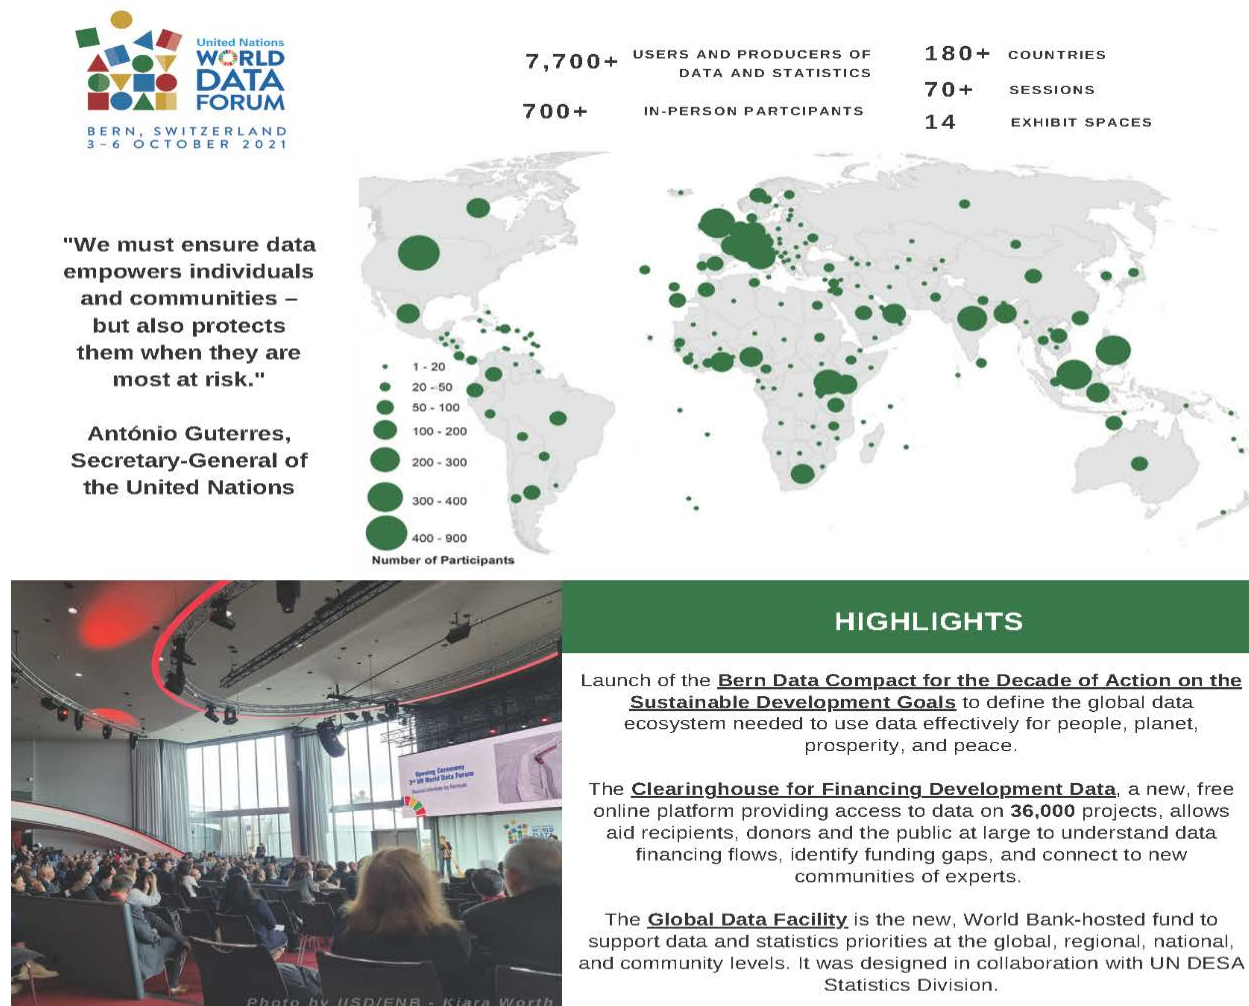 United Nations
WORLD
DATA
FORUM
BERN, SWITZERLAND
3-6 OCTOBER 2021
7,700+ USERS AND PRODUCERS OF
DATA AND STATISTICS
700+ IN-PERSON PARTCIPANTS
180+ COUNTRIES
70+ SESSIONS
14 EXHIBIT SPACES
"We must ensure data
empowers individuals
and communities –
but also protects
them when they are
most at risk."
António Guterres,
Secretary-General of
the United Nations
1 - 20
20 - 50
50 - 100
100 - 200
200 - 300
300 - 400
400 - 900
Number of Participants
Opening Ceremony
3rd UN World Data Forum
WORLD
DATA
Photo by IISD/ENB - Kiara Worth
HIGHLIGHTS
Launch of the Bern Data Compact for the Decade of Action on the
Sustainable Development Goals to define the global data
ecosystem needed to use data effectively for people, planet,
prosperity, and peace.
The Clearinghouse for Financing Development Data, a new, free
online platform providing access to data on 36,000 projects, allows
aid recipients, donors and the public at large to understand data
financing flows, identify funding gaps, and connect to new
communities of experts.
The Global Data Facility is the new, World Bank-hosted fund to
support data and statistics priorities at the global, regional, national,
and community levels. It was designed in collaboration with UN DESA
Statistics Division.